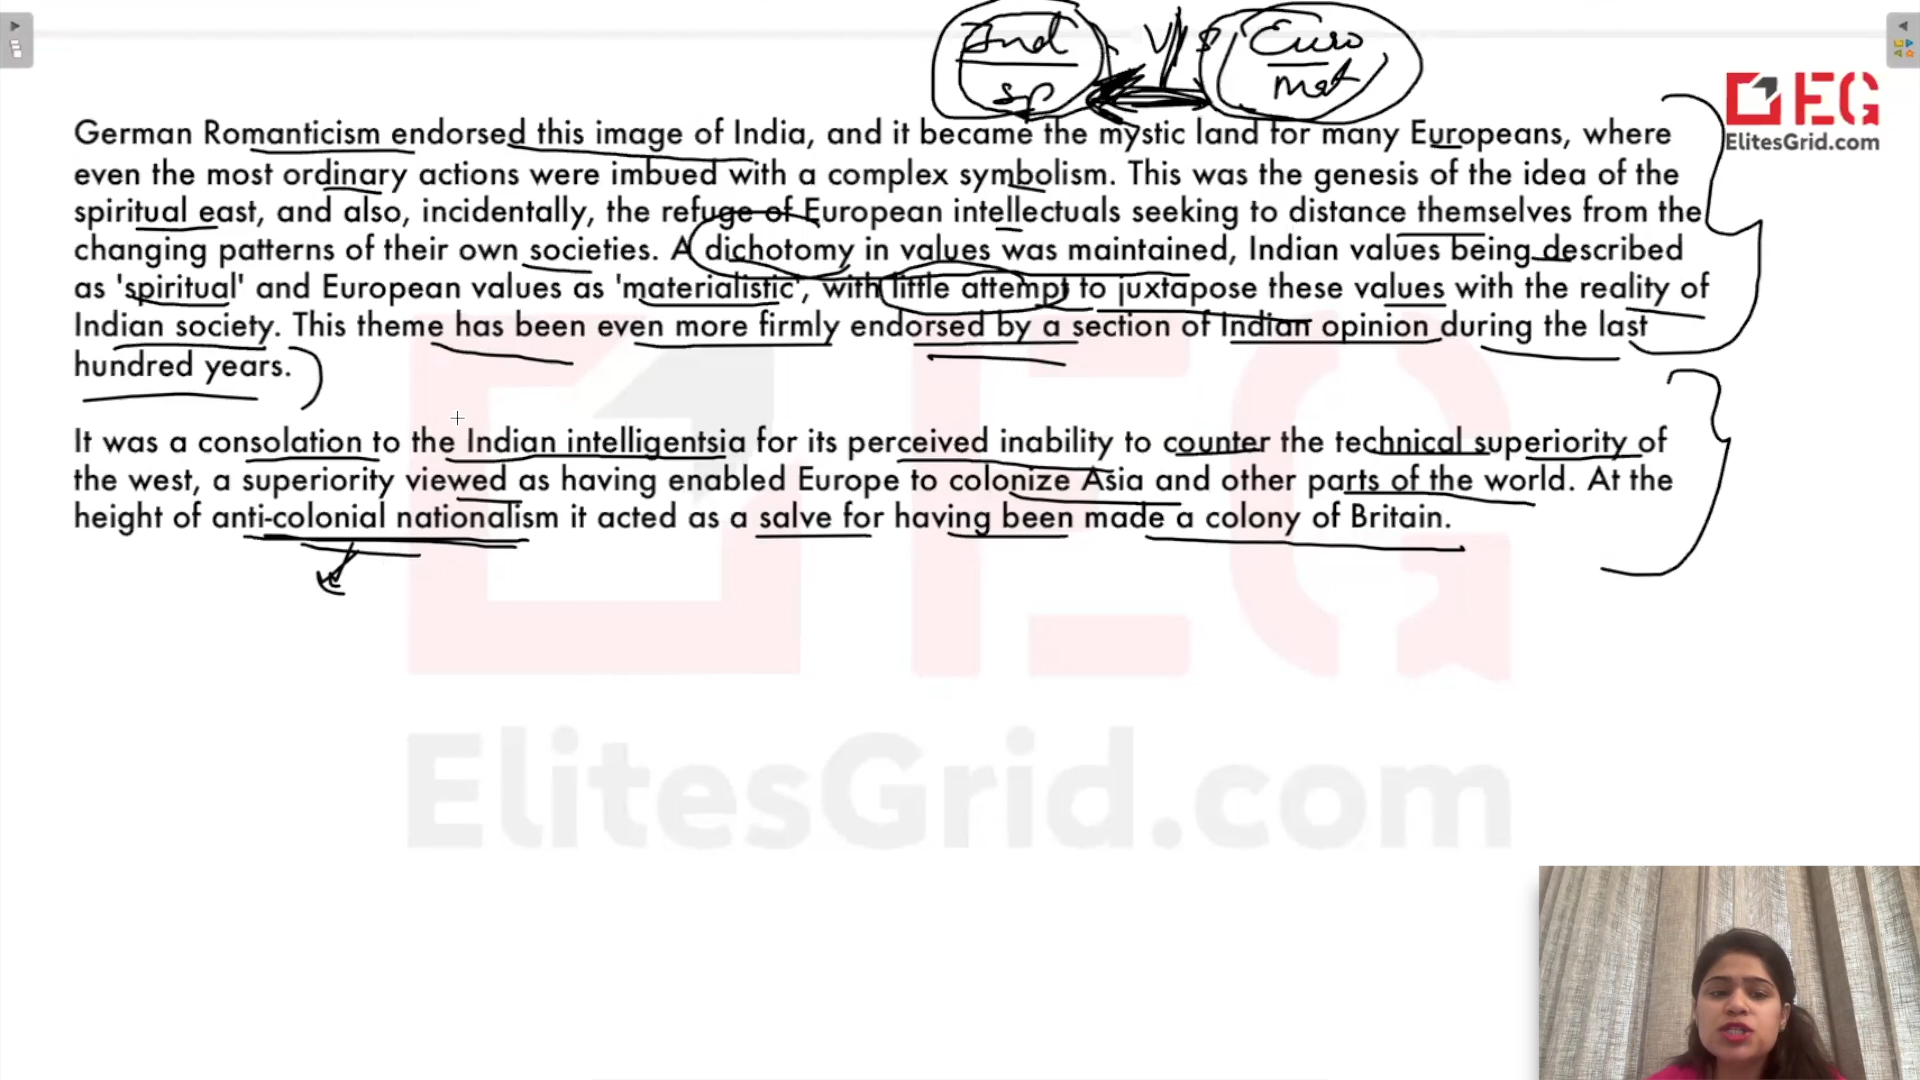 Ind VS Euro
sp mat
EG
ElitesGrid.com
German Romanticism endorsed this image of India, and it became the mystic land for many Europeans, where
even the most ordinary actions were imbued with a complex symbolism. This was the genesis of the idea of the
spiritual east, and also, incidentally, the refuge of European intellectuals seeking to distance themselves from the
changing patterns of their own societies. A dichotomy in values was maintained, Indian values being described
as 'spiritual' and European values as 'materialistic', with little attempt to juxtapose these values with the reality of
Indian society. This theme has been even more firmly endorsed by a section of Indian opinion during the last
hundred years.
It was a consolation to the Indian intelligentsia for its perceived inability to counter the technical superiority of
the west, a superiority viewed as having enabled Europe to colonize Asia and other parts of the world. At the
height of anti-colonial nationalism it acted as a salve for having been made a colony of Britain.
EG
ElitesGrid.com